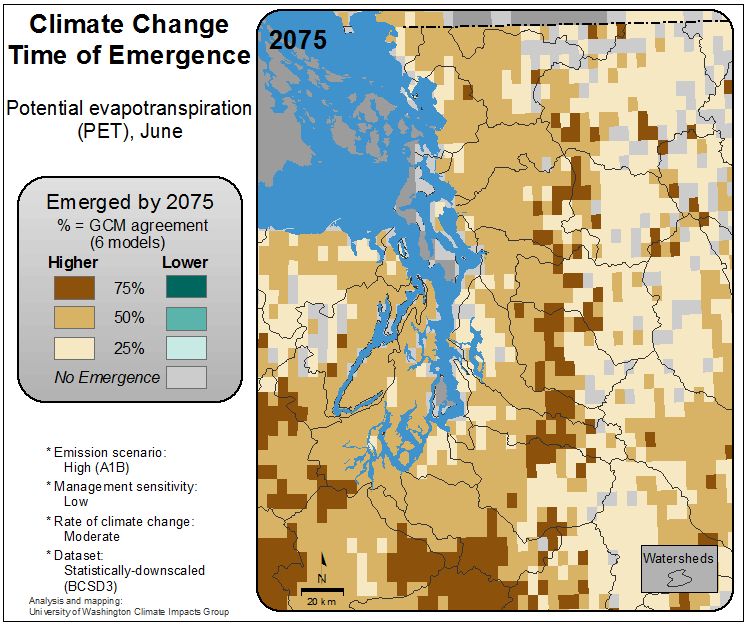 Climate Change
Time of Emergence
Potential evapotranspiration
(PET), June
Emerged by 2075
% = GCM agreement
(6 models)
Higher Lower
75%
50%
25%
No Emergence
* Emission scenario:
High (A1B)
* Management sensitivity:
Low
* Rate of climate change:
Moderate
* Dataset:
Statistically-downscaled
(BCSD3)
Analysis and mapping:
University of Washington Climate Impacts Group
2075
N
20 km
Watersheds